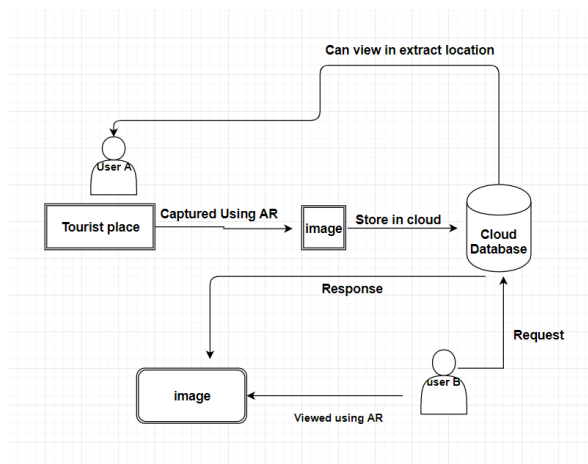 Can view in extract location
User A
Tourist place
Captured Using AR
image
Store in cloud
Cloud
Database
Response
Request
image
user B
Viewed using AR